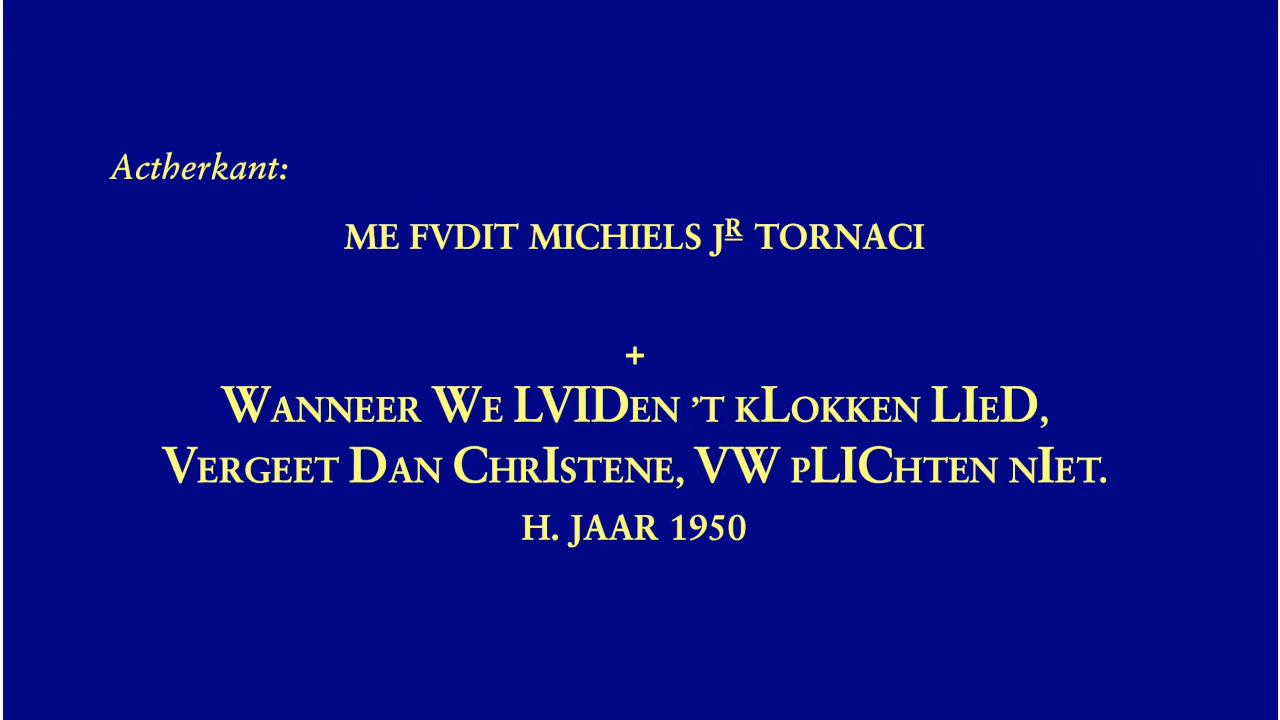 Actherkant:
ME FVDIT MICHIELS JR TORNACI
+
WANNEER WE LVIDEN ’T KLOKKEN LIED,
VERGEET DAN CHRISTENE, VW PLICHTEN NIET.
H. JAAR 1950